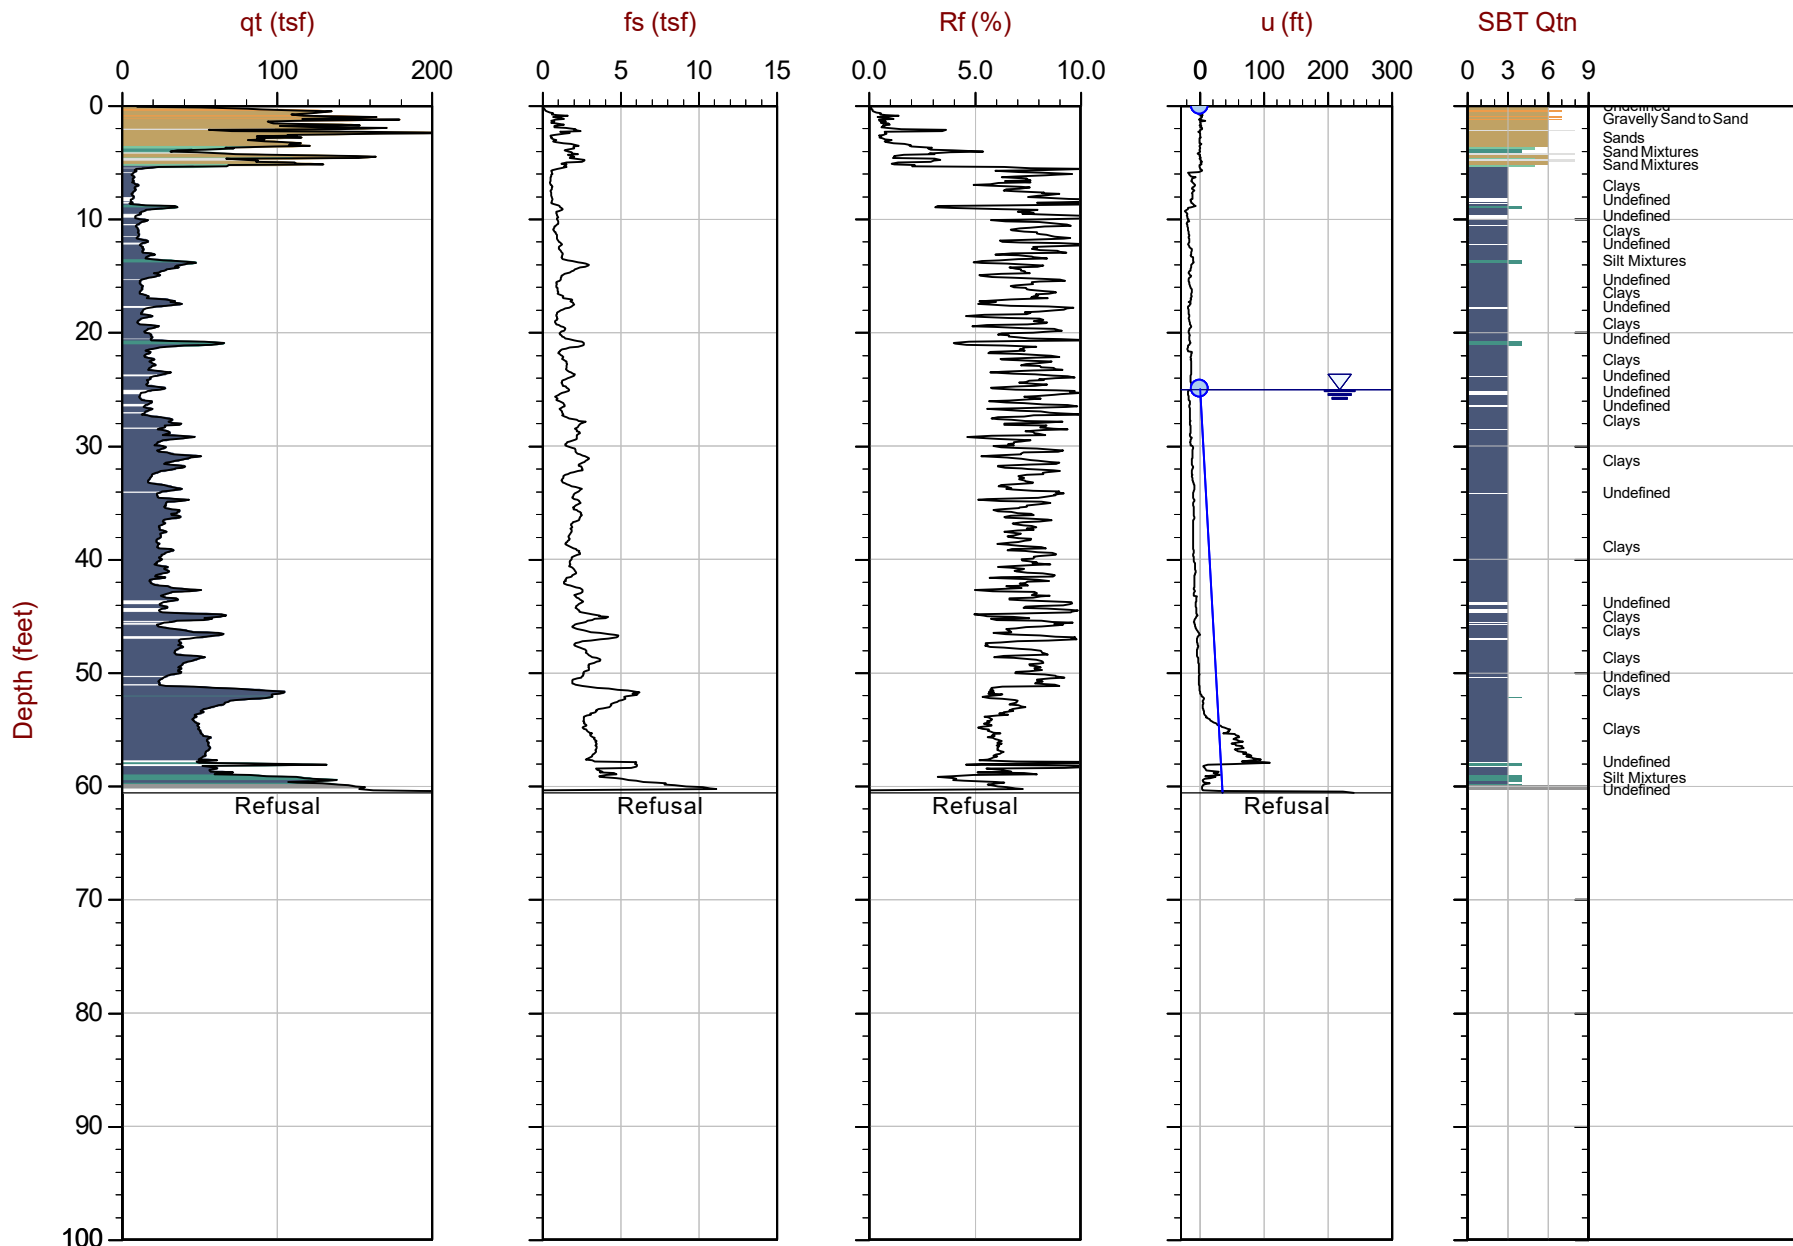 qt (tsf) fs (tsf) Rf (%) u (ft) SBT Qtn
0 100 200 0 5 10 15 0.0 5.0 10.0 0 100 200 300 0 3 6 9
0
Undefined
Gravelly Sand to Sand
Sands
Sand Mixtures
Sand Mixtures
Clays
Undefined
10
Undefined
Clays
Undefined
Silt Mixtures
Undefined
Clays
Undefined
20
Clays
Undefined
Clays
Undefined
Undefined
Undefined
Clays
30
Clays
Undefined
40
Clays
Undefined
Clays
Clays
Clays
50
Undefined
Clays
Clays
Depth (feet)
Undefined
Silt Mixtures
60
Undefined
Refusal Refusal Refusal Refusal
70
80
90
100